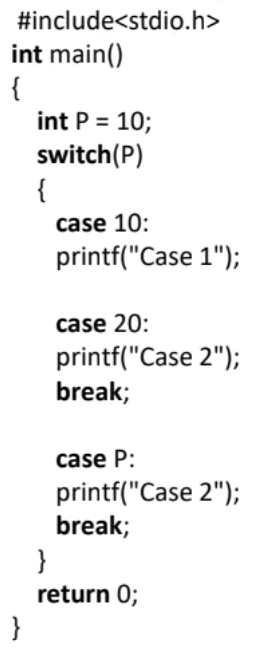 #include<stdio.h>
int main()
{
int P = 10;
switch(P)
{
case 10:
printf("Case 1");
case 20:
printf("Case 2");
break;
case P:
printf("Case 2");
break;
}
return 0;
}